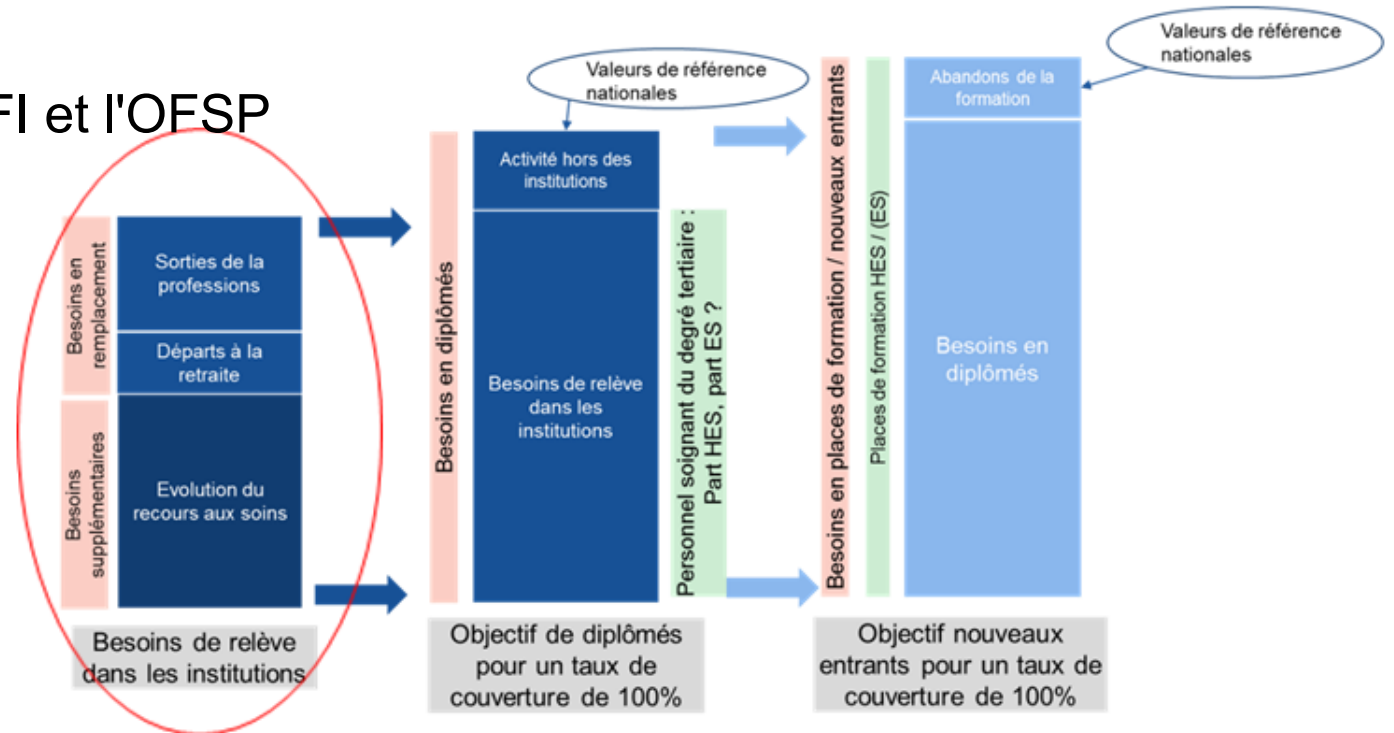 FI et l'OFSP
Valeurs de référence
nationales
Valeurs de référence
nationales
Besoins en
remplacement
Sorties de la
professions
Départs à la
retraite
Besoins
supplémentaires
Evolution du
recours aux soins
Besoins de relève
dans les institutions
Besoins en diplômés
Activité hors des
institutions
Besoins de relève
dans les
institutions
Personnel soignant du degré tertiaire :
Part HES, part ES ?
Objectif de diplômés
pour un taux de
couverture de 100%
Besoins en places de formation / nouveaux entrants
Places de formation HES / (ES)
Abandons de la
formation
Besoins en
diplômés
Objectif nouveaux
entrants pour un taux de
couverture de 100%